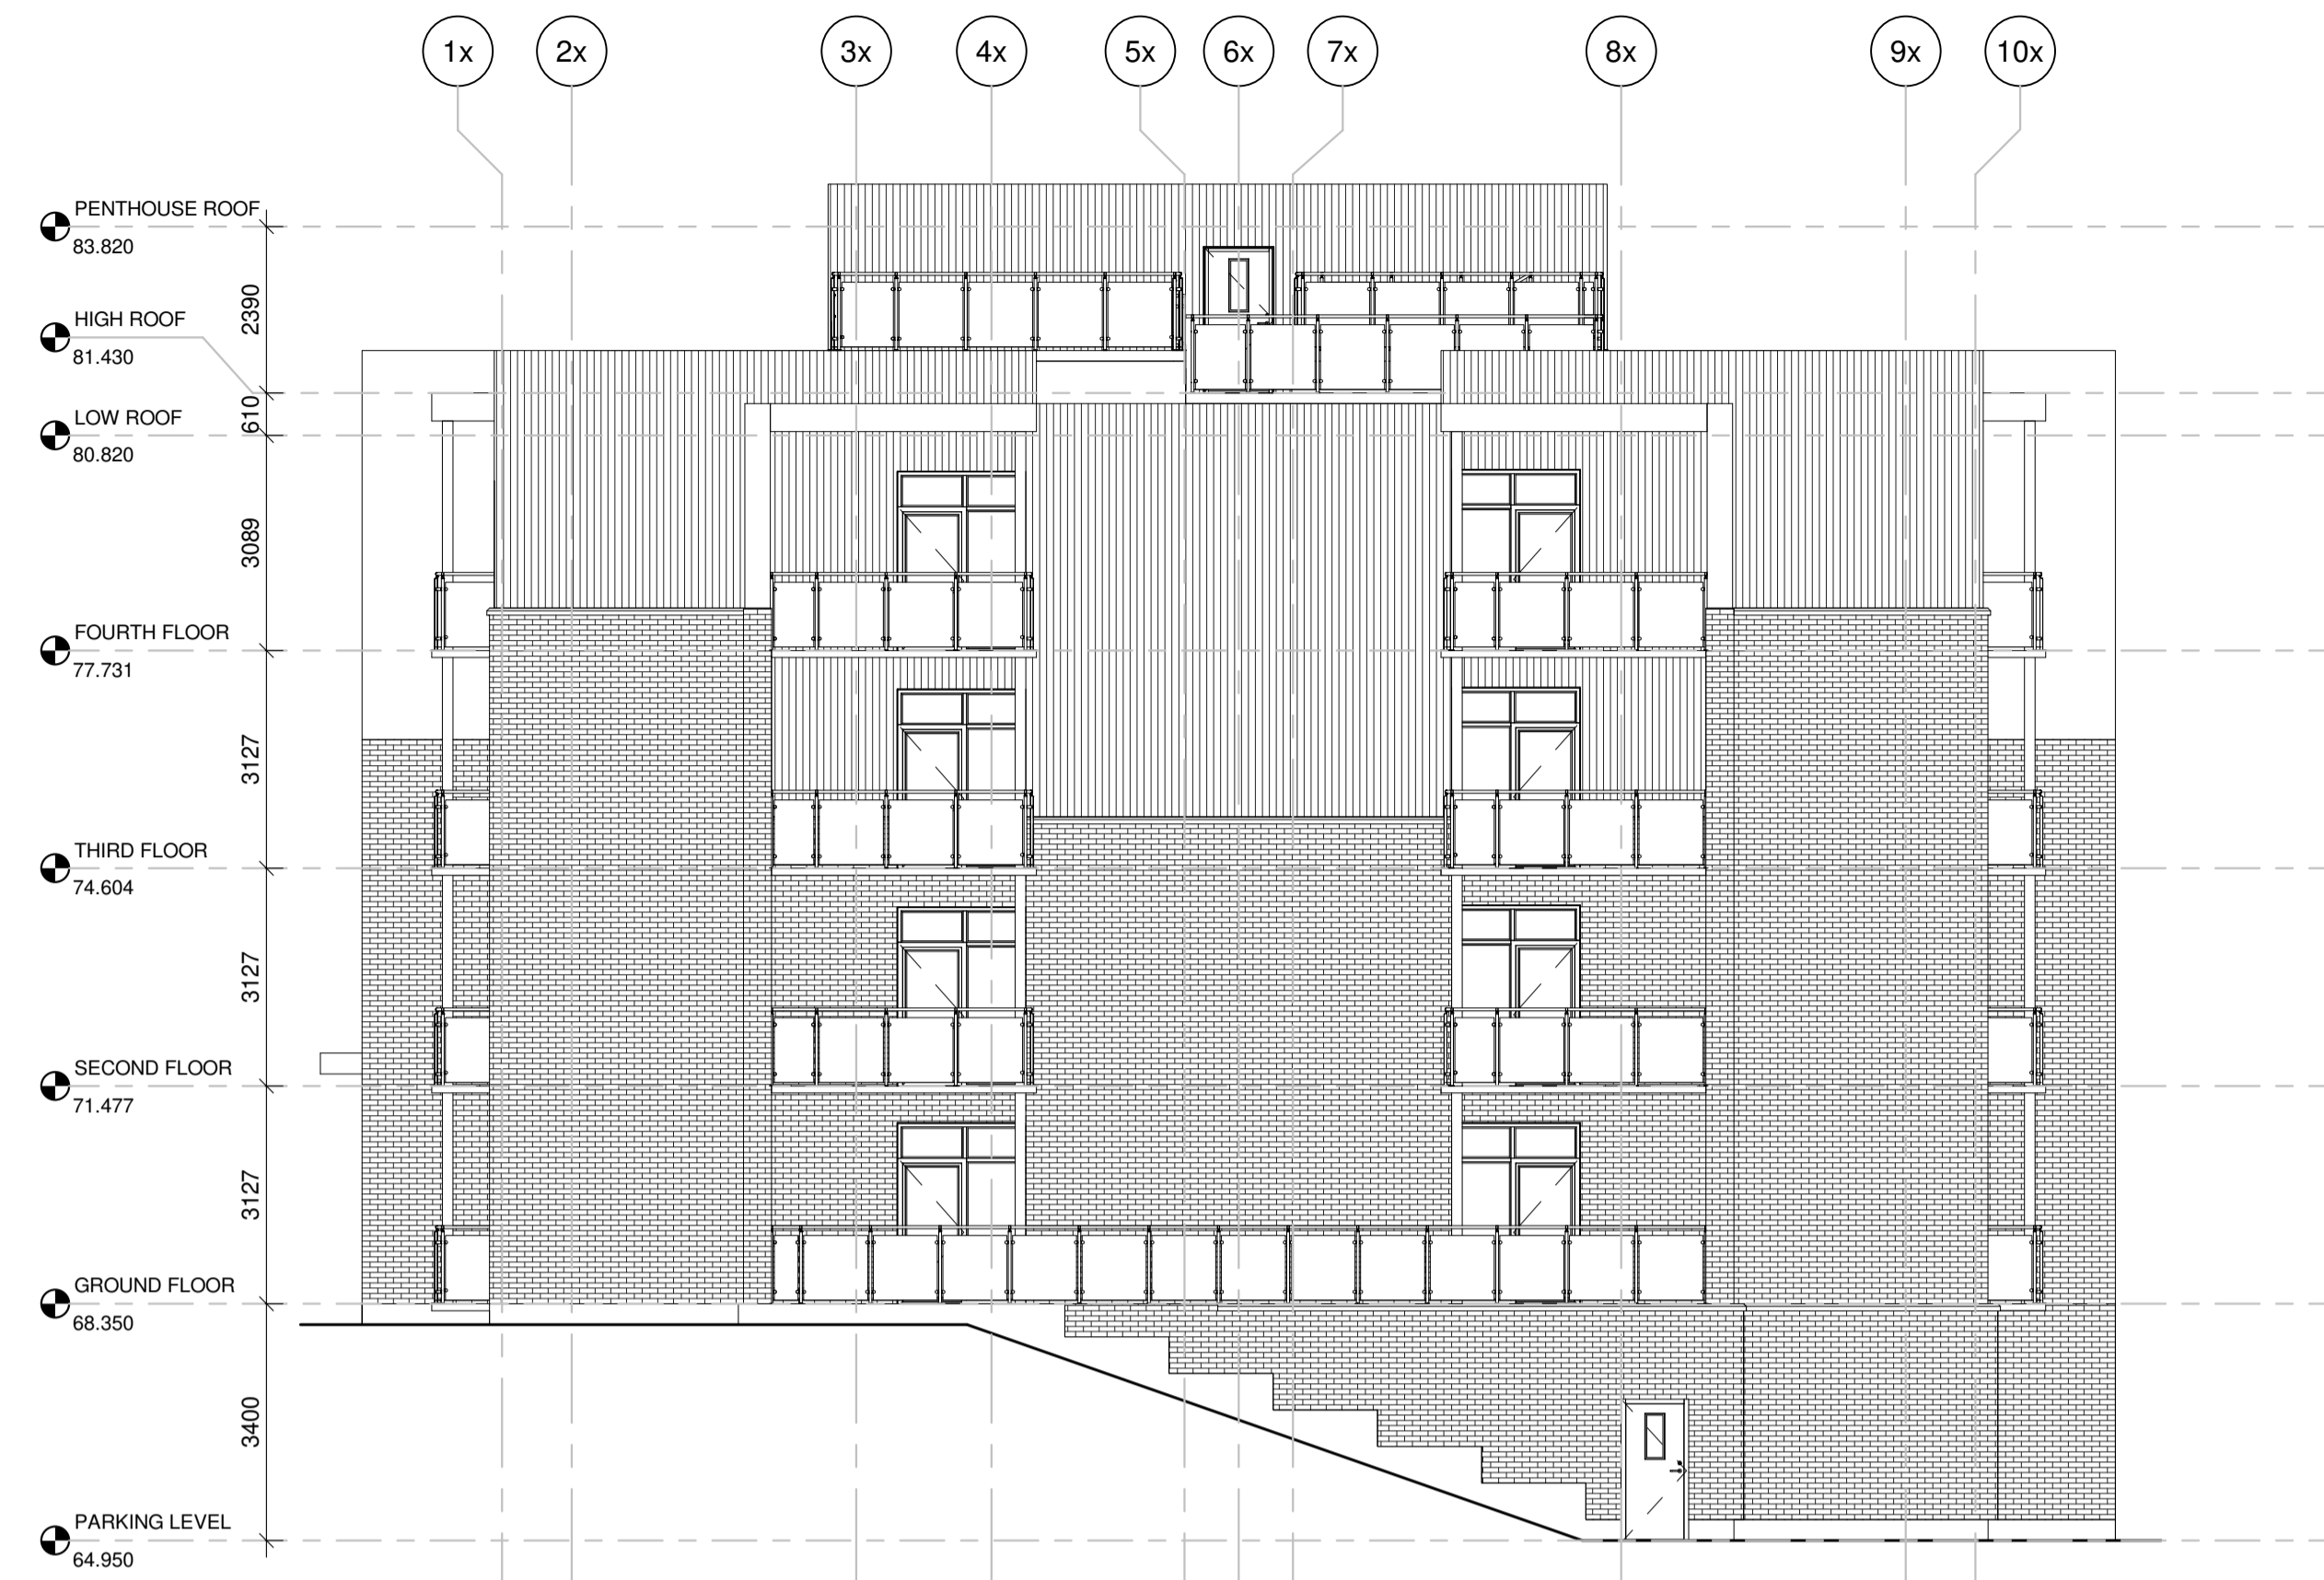 1x 2x 3x 4x 5x 6x 7x 8x 9x 10x
PENTHOUSE ROOF
83.820
2390
HIGH ROOF
81.430
610
LOW ROOF
80.820
3089
FOURTH FLOOR
77.731
3127
THIRD FLOOR
74.604
3127
SECOND FLOOR
71.477
3127
GROUND FLOOR
68.350
3400
PARKING LEVEL
64.950